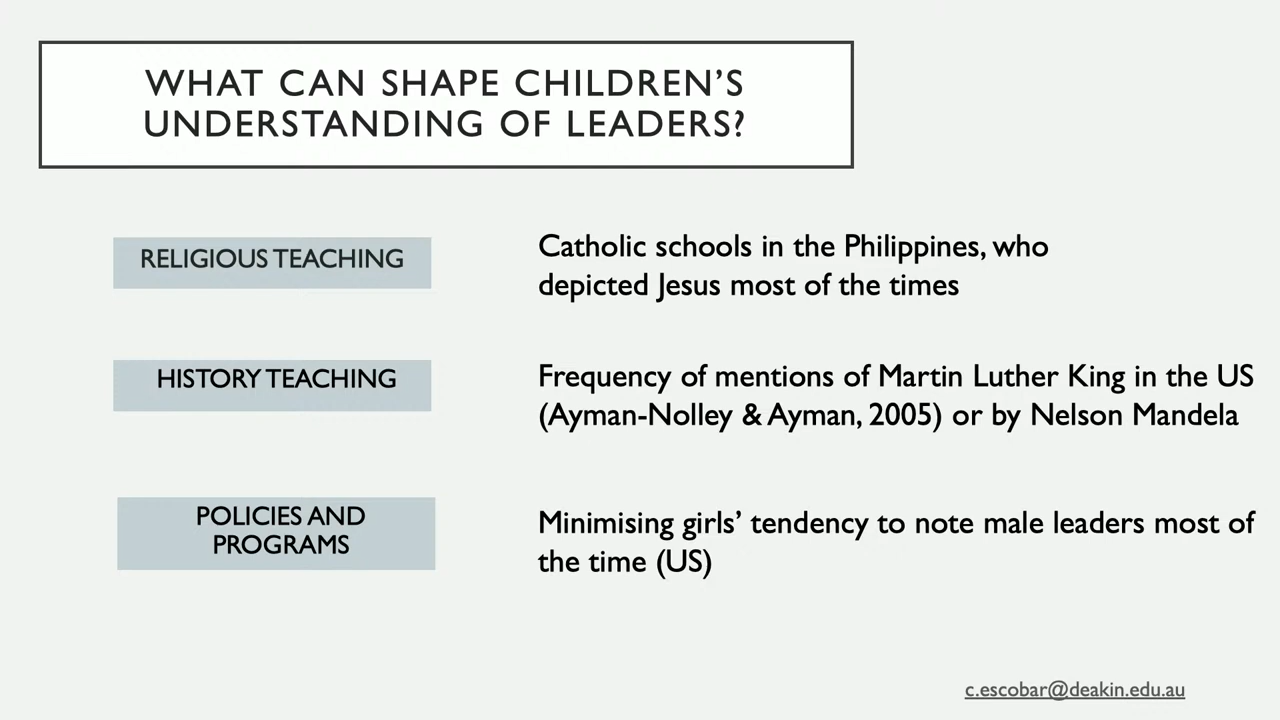 WHAT CAN SHAPE CHILDREN’S
UNDERSTANDING OF LEADERS?
RELIGIOUS TEACHING
Catholic schools in the Philippines, who
depicted Jesus most of the times
HISTORY TEACHING
Frequency of mentions of Martin Luther King in the US
(Ayman-Nolley & Ayman, 2005) or by Nelson Mandela
POLICIES AND
PROGRAMS
Minimising girls’ tendency to note male leaders most of
the time (US)
c.escobar@deakin.edu.au